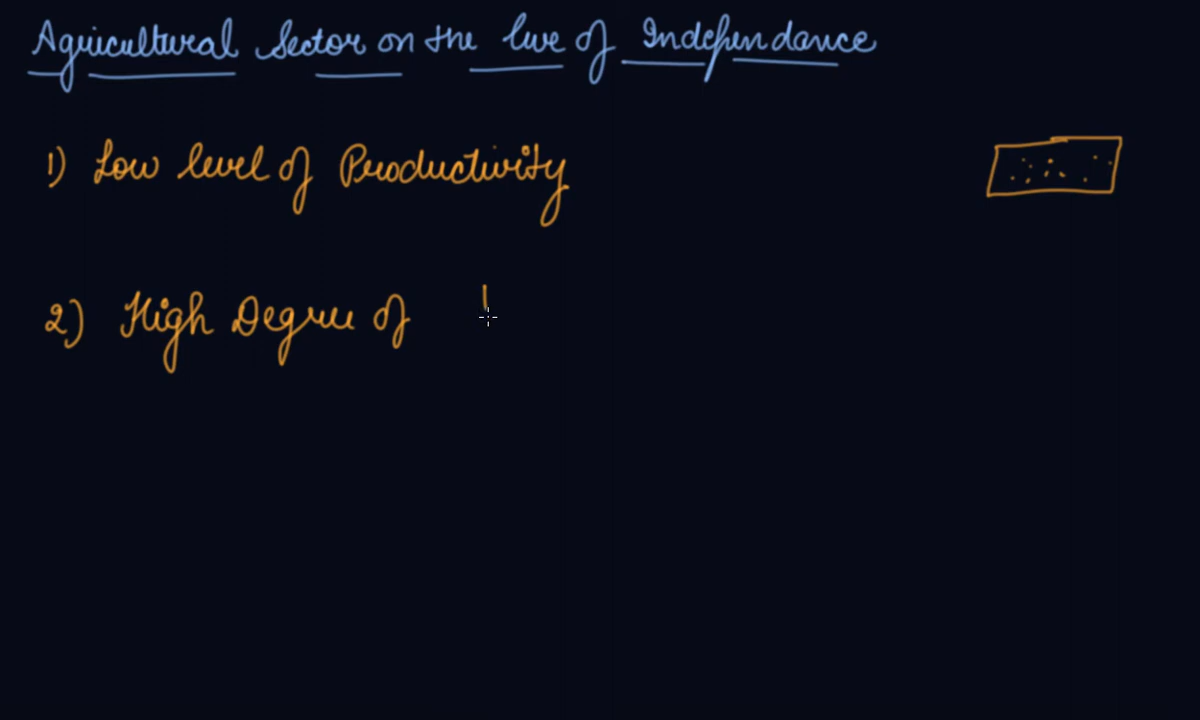 Agricultural Sector on the Eve of Independance
1) Low level of Productivity
2) High Degree of